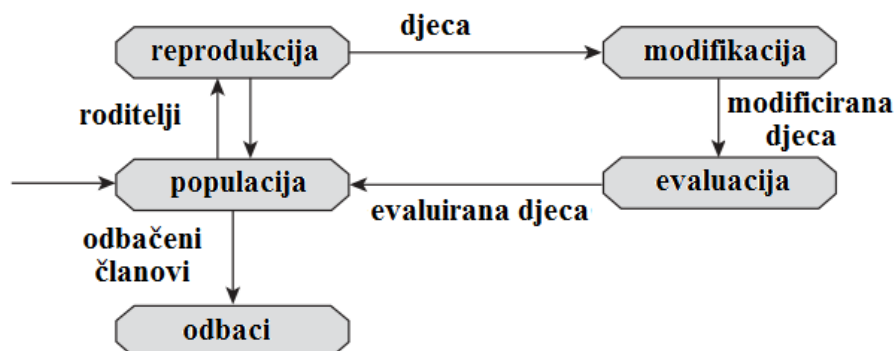 djeca
reprodukcija
modifikacija
roditelji
modificirana
djeca
populacija
evaluacija
evaluirana djeca
odbačeni
članovi
odbaci